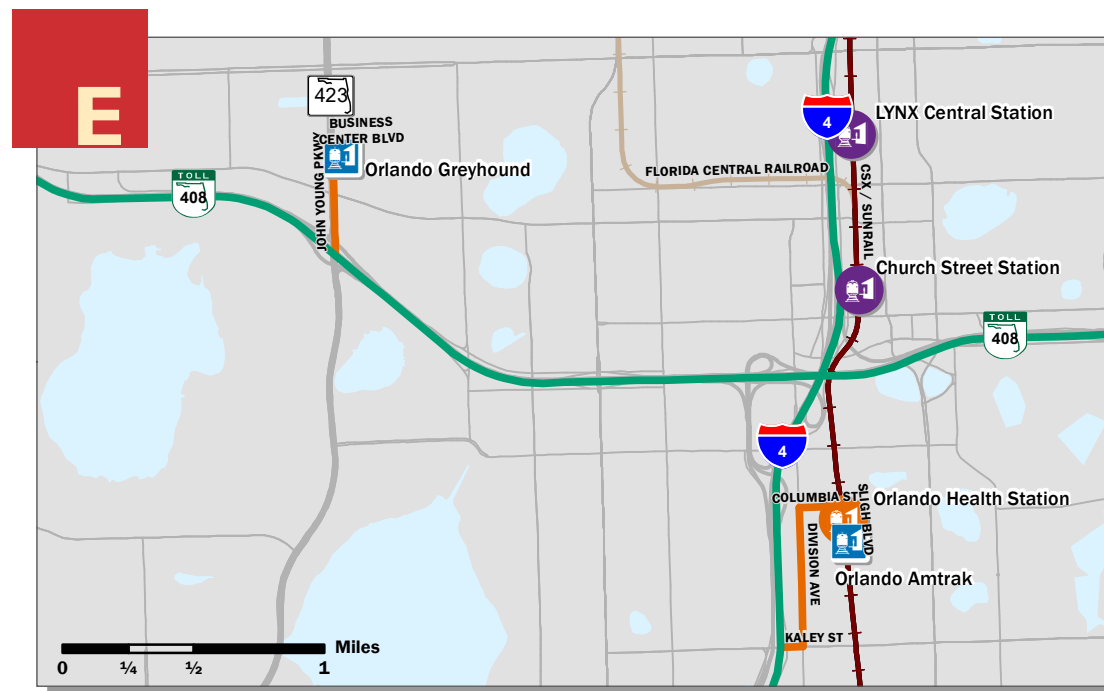 E
423
BUSINESS
CENTER BLVD
JOHN YOUNG PKWY
Orlando Greyhound
TOLL
408
4
LYNX Central Station
FLORIDA CENTRAL RAILROAD
CSX / SUNRAIL
Church Street Station
TOLL
408
4
COLUMBIA ST
SLIGH BLVD
Orlando Health Station
DIVISION AVE
Orlando Amtrak
KALEY ST
Miles
0 ¼ ½ 1